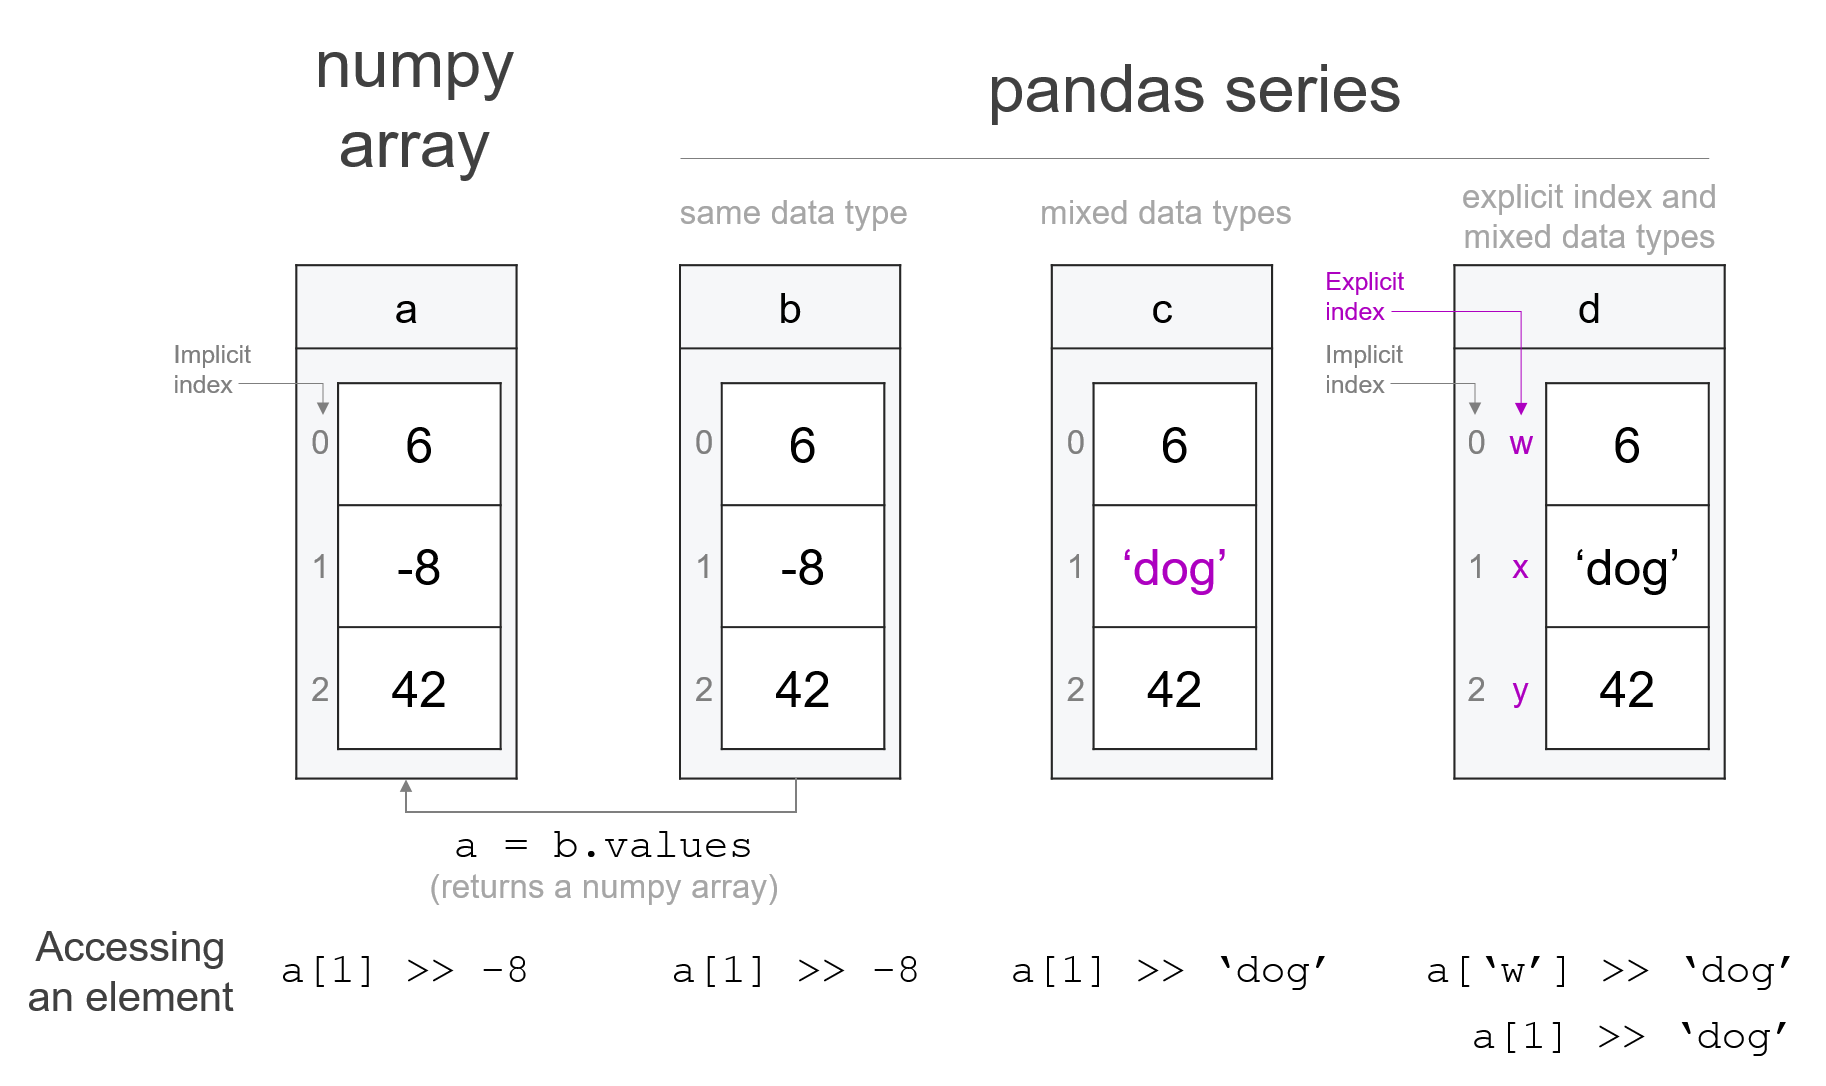 numpy
array
pandas series
same data type
mixed data types
explicit index and
mixed data types
a
b
c
d
Implicit
index
Explicit
index
Implicit
index
0
6
1
-8
2
42
0
6
1
-8
2
42
0
6
1
‘dog’
2
42
0 w
6
1 x
‘dog’
2 y
42
a = b.values
(returns a numpy array)
Accessing
an element
a[1] >> -8
a[1] >> -8
a[1] >> ‘dog’
a[‘w’] >> ‘dog’
a[1] >> ‘dog’